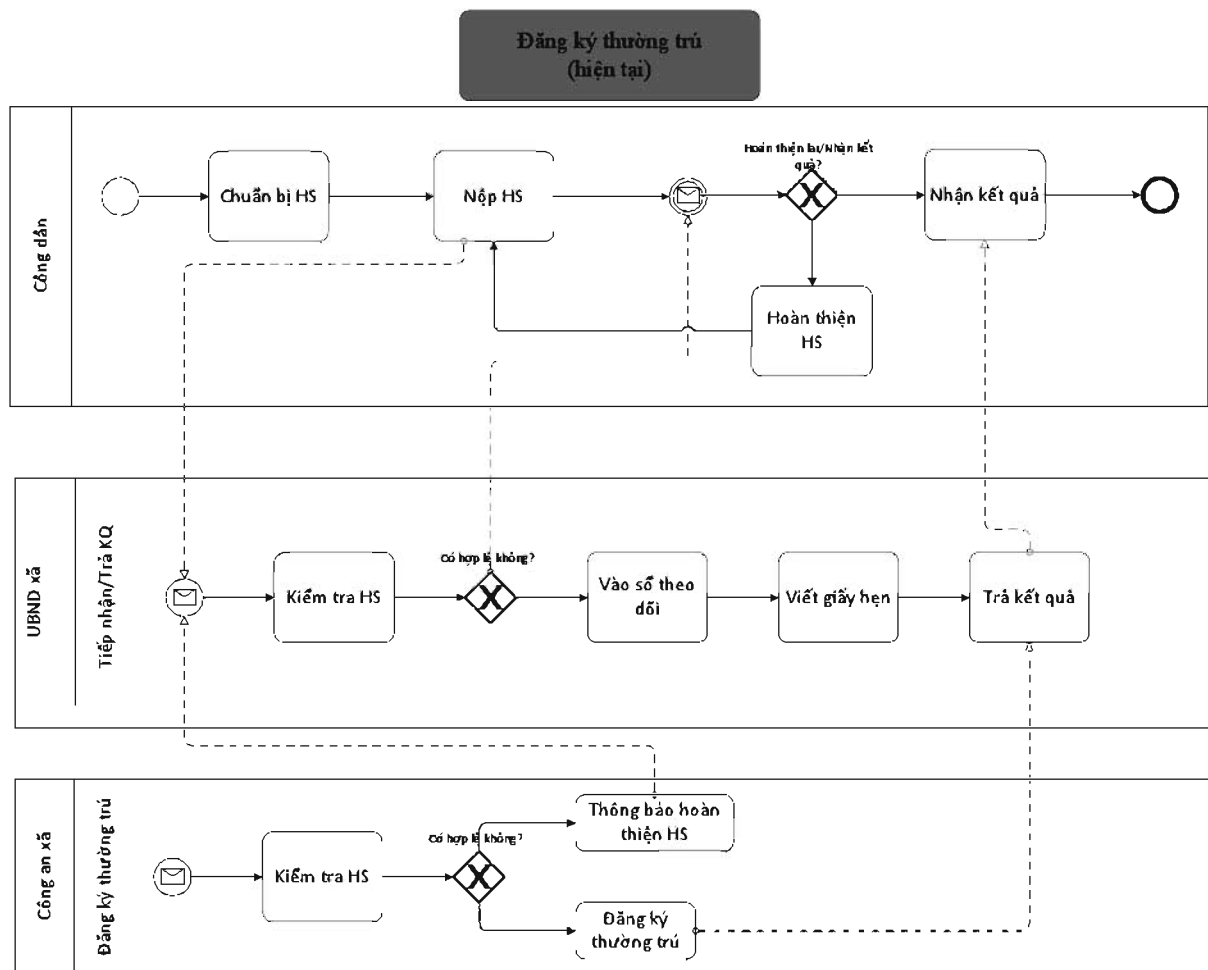 Đăng ký thường trú
(hiện tại)
Công dân
Chuẩn bị HS
Nộp HS
Hoàn thiện lại/Nhận kết
quả?
Nhận kết quả
Hoàn thiện
HS
UBND xã
Tiếp nhận/Trả KQ
Kiểm tra HS
Có hợp lệ không?
Vào sổ theo
dõi
Viết giấy hẹn
Trả kết quả
Công an xã
Đăng ký thường trú
Kiểm tra HS
Có hợp lệ không?
Thông báo hoàn
thiện HS
Đăng ký
thường trú